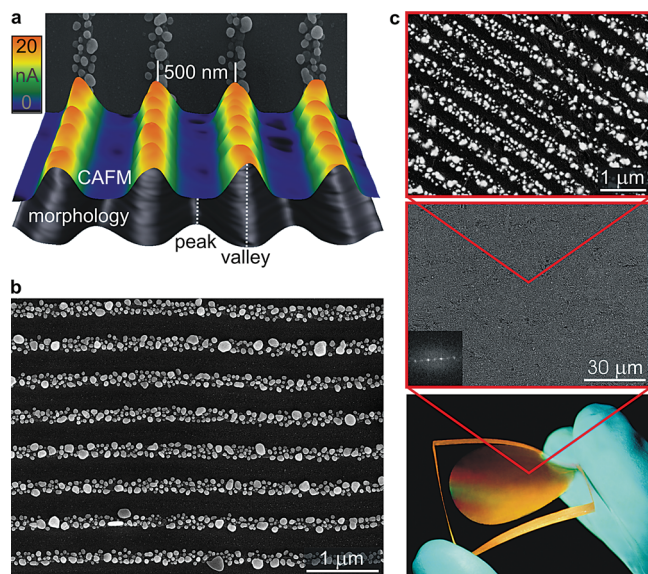 a
20
nA
0
500 nm
CAFM
morphology
peak
valley
b
1 μm
c
1 μm
30 μm